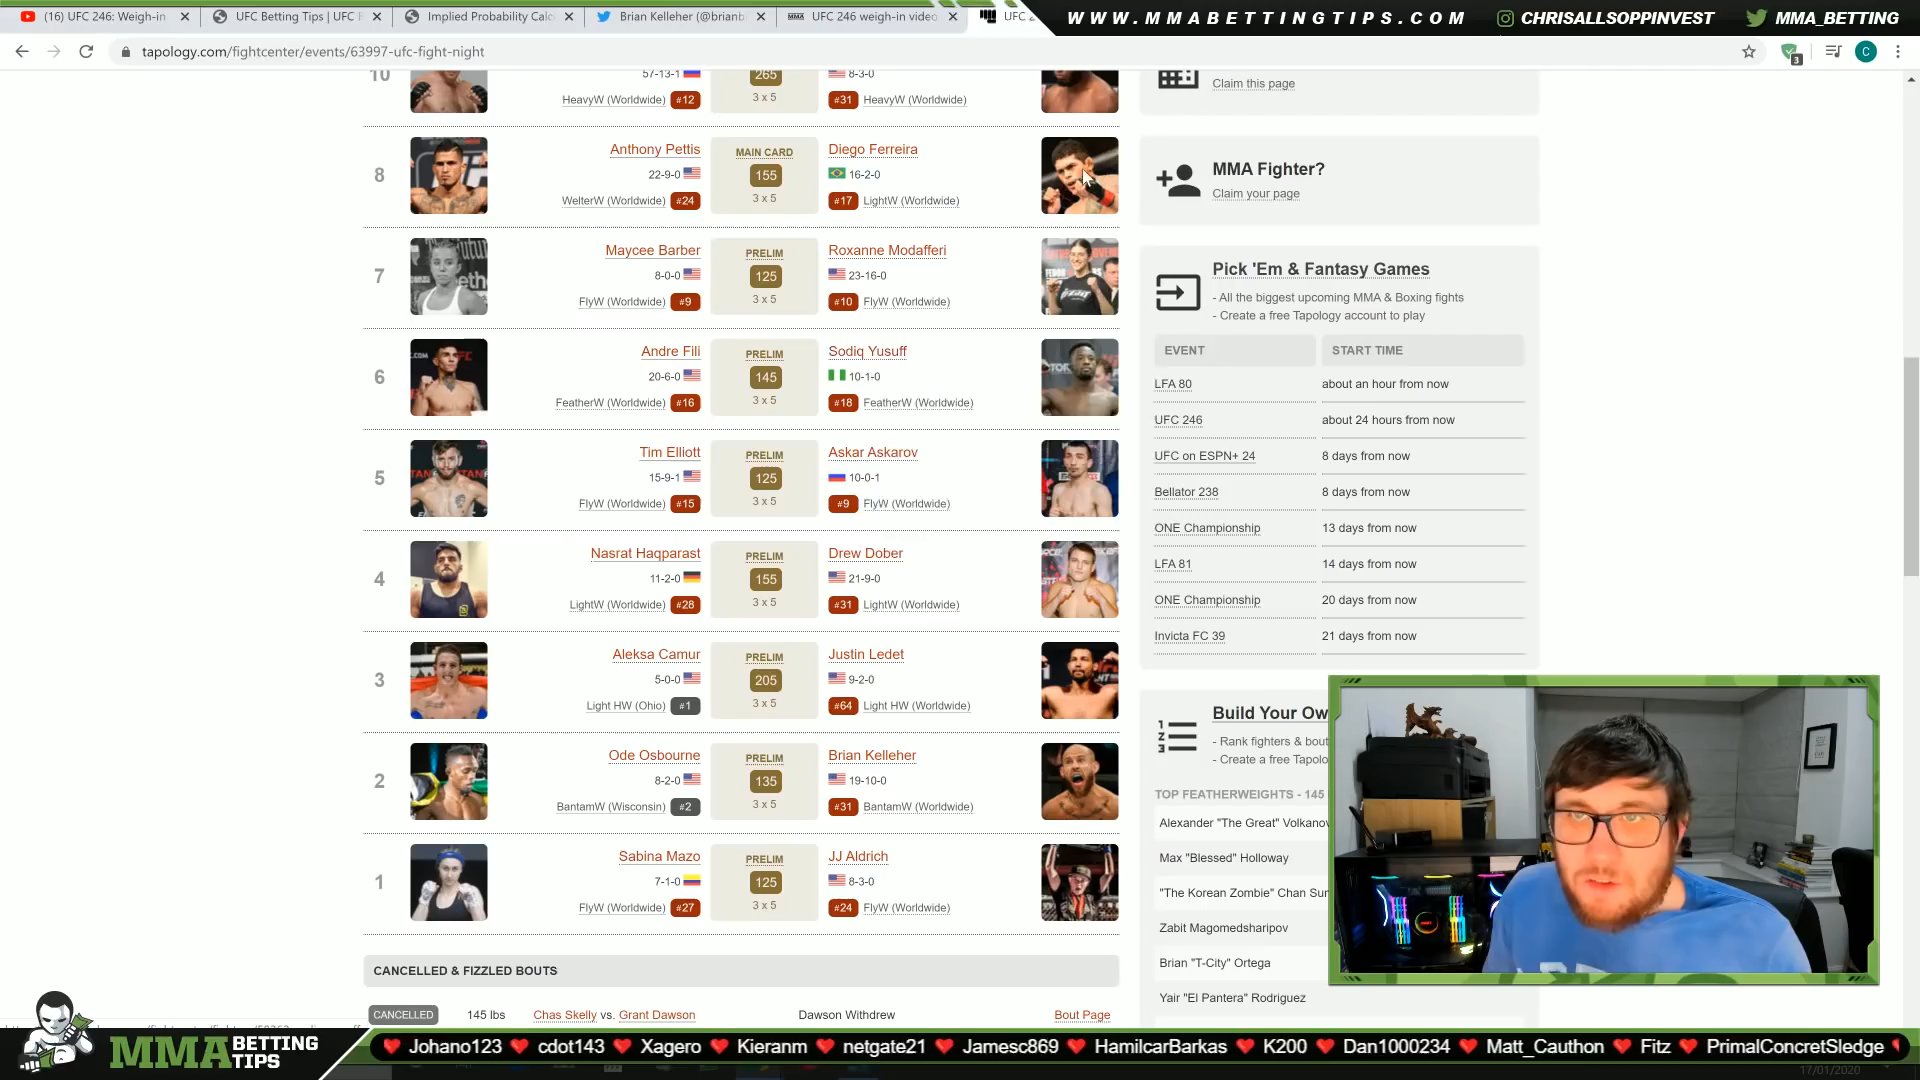 (16) UFC 246: Weigh-in
UFC Betting Tips | UFC
Implied Probability Cal
Brian Kelleher (@brianb
UFC 246 weigh-in video
UFC 2
WWW.MMABETTINGTIPS.COM
CHRISALLSOPPINVEST
MMA_BETTING
tapology.com/fightcenter/events/63997-ufc-fight-night
3
C
10
57-13-1
265
8-3-0
HeavyW (Worldwide) #12
3 x 5
#31 HeavyW (Worldwide)
8
Anthony Pettis
MAIN CARD
Diego Ferreira
22-9-0
155
16-2-0
WelterW (Worldwide) #24
3 x 5
#17 LightW (Worldwide)
7
Maycee Barber
PRELIM
Roxanne Modafferi
8-0-0
125
23-16-0
FlyW (Worldwide) #9
3 x 5
#10 FlyW (Worldwide)
6
Andre Fili
PRELIM
Sodiq Yusuff
20-6-0
145
10-1-0
FeatherW (Worldwide) #16
3 x 5
#18 FeatherW (Worldwide)
5
Tim Elliott
PRELIM
Askar Askarov
15-9-1
125
10-0-1
FlyW (Worldwide) #15
3 x 5
#9 FlyW (Worldwide)
4
Nasrat Haqparast
PRELIM
Drew Dober
11-2-0
155
21-9-0
LightW (Worldwide) #28
3 x 5
#31 LightW (Worldwide)
3
Aleksa Camur
PRELIM
Justin Ledet
5-0-0
205
9-2-0
Light HW (Ohio) #1
3 x 5
#64 Light HW (Worldwide)
2
Ode Osbourne
PRELIM
Brian Kelleher
8-2-0
135
19-10-0
BantamW (Wisconsin) #2
3 x 5
#31 BantamW (Worldwide)
1
Sabina Mazo
PRELIM
JJ Aldrich
7-1-0
125
8-3-0
FlyW (Worldwide) #27
3 x 5
#24 FlyW (Worldwide)
CANCELLED & FIZZLED BOUTS
CANCELLED
145 lbs
Chas Skelly vs. Grant Dawson
Dawson Withdrew
Bout Page
Claim this page
MMA Fighter?
Claim your page
Pick 'Em & Fantasy Games
- All the biggest upcoming MMA & Boxing fights
- Create a free Tapology account to play
EVENT START TIME
LFA 80 about an hour from now
UFC 246 about 24 hours from now
UFC on ESPN+ 24 8 days from now
Bellator 238 8 days from now
ONE Championship 13 days from now
LFA 81 14 days from now
ONE Championship 20 days from now
Invicta FC 39 21 days from now
1 2 3
Build Your Ow
- Rank fighters & bout
- Create a free Tapolo
TOP FEATHERWEIGHTS - 145
Alexander "The Great" Volkanov
Max "Blessed" Holloway
"The Korean Zombie" Chan Sun
Zabit Magomedsharipov
Brian "T-City" Ortega
Yair "El Pantera" Rodriguez
MMA BETTING
TIPS
Johano123 cdot143 Xagero Kieranm netgate21 Jamesc869 HamilcarBarkas K200 Dan1000234 Matt_Cauthon Fitz PrimalConcretSledge
17/01/2020